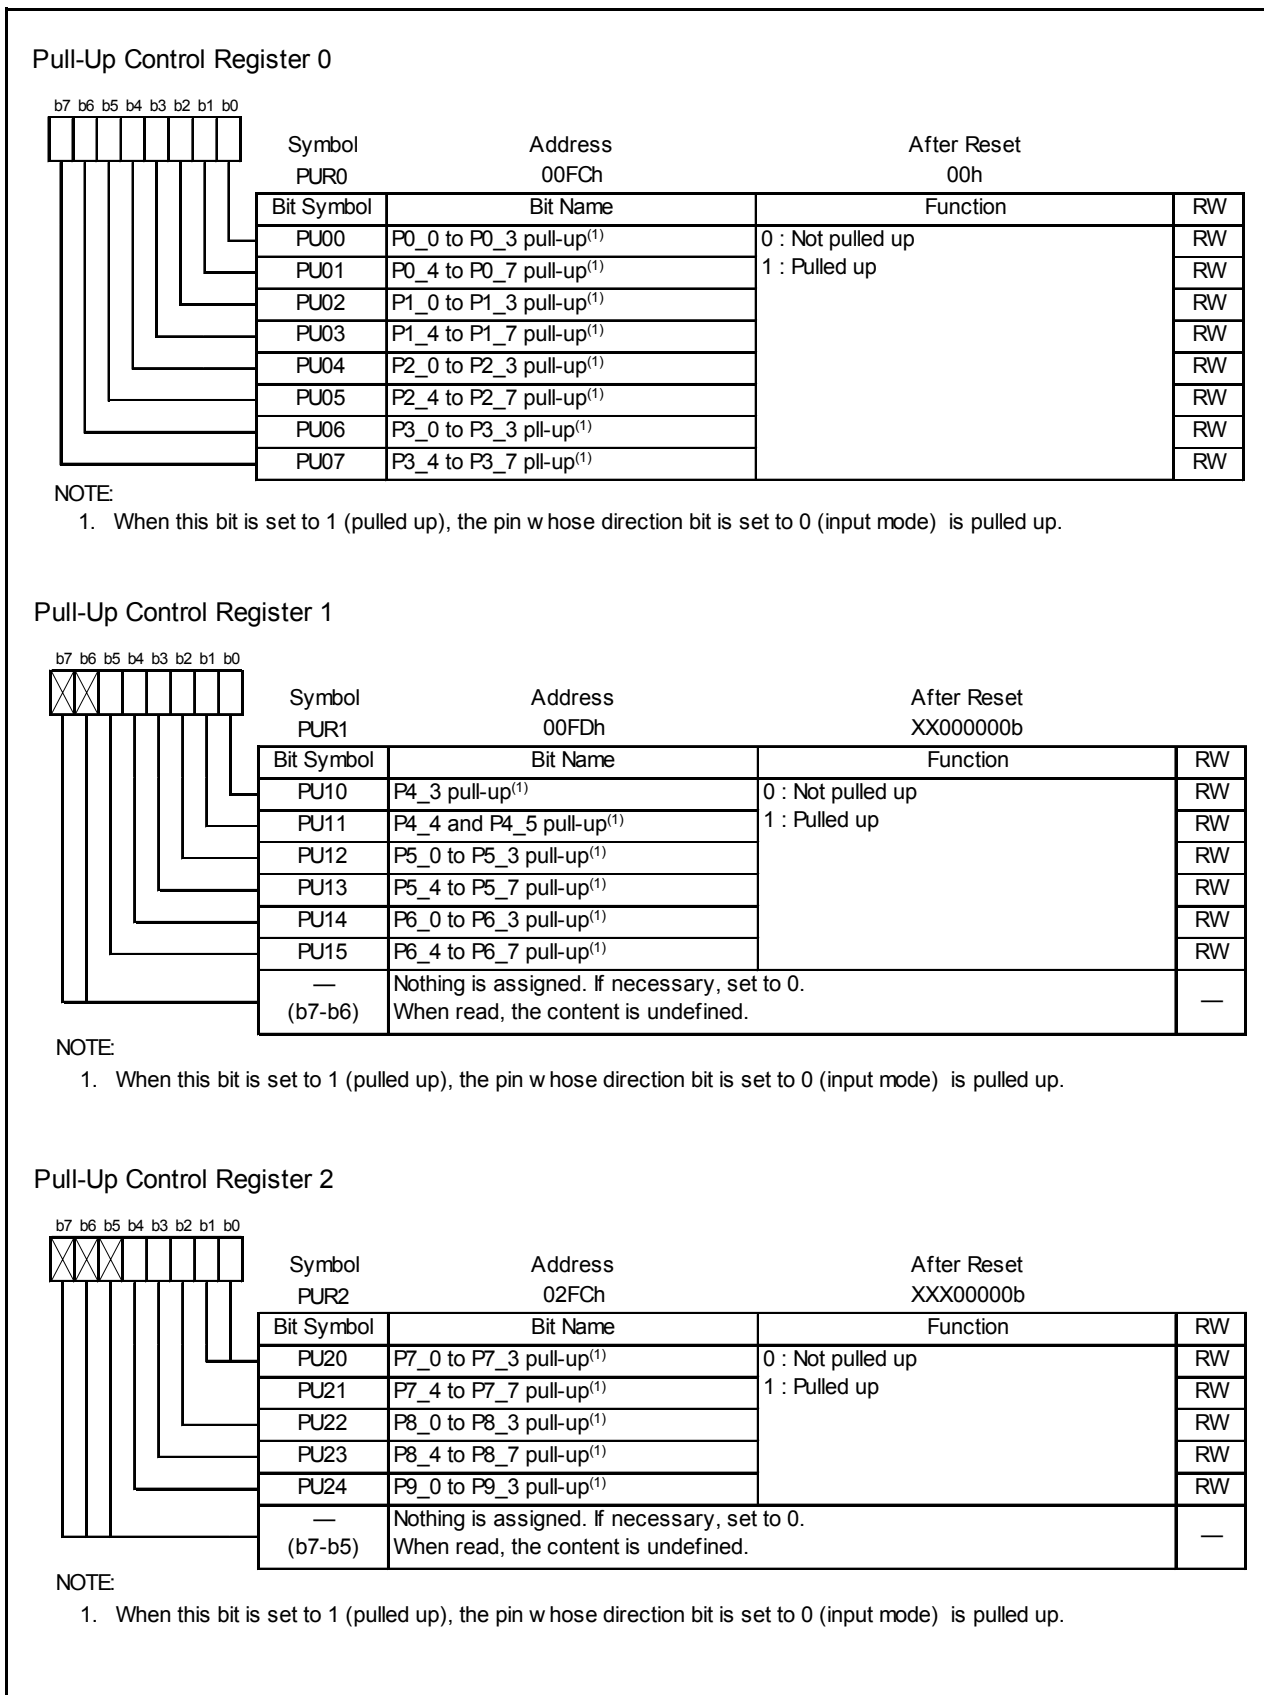 Pull-Up Control Register 0
b7 b6 b5 b4 b3 b2 b1 b0
Symbol Address After Reset
PUR0 00FCh 00h
Bit Symbol Bit Name Function RW
PU00 P0_0 to P0_3 pull-up(1) 0 : Not pulled up RW
PU01 P0_4 to P0_7 pull-up(1) 1 : Pulled up RW
PU02 P1_0 to P1_3 pull-up(1) RW
PU03 P1_4 to P1_7 pull-up(1) RW
PU04 P2_0 to P2_3 pull-up(1) RW
PU05 P2_4 to P2_7 pull-up(1) RW
PU06 P3_0 to P3_3 pll-up(1) RW
PU07 P3_4 to P3_7 pll-up(1) RW
NOTE:
1. When this bit is set to 1 (pulled up), the pin w hose direction bit is set to 0 (input mode) is pulled up.
Pull-Up Control Register 1
b7 b6 b5 b4 b3 b2 b1 b0
Symbol Address After Reset
PUR1 00FDh XX000000b
Bit Symbol Bit Name Function RW
PU10 P4_3 pull-up(1) 0 : Not pulled up RW
PU11 P4_4 and P4_5 pull-up(1) 1 : Pulled up RW
PU12 P5_0 to P5_3 pull-up(1) RW
PU13 P5_4 to P5_7 pull-up(1) RW
PU14 P6_0 to P6_3 pull-up(1) RW
PU15 P6_4 to P6_7 pull-up(1) RW
— Nothing is assigned. If necessary, set to 0. —
(b7-b6) When read, the content is undefined.
NOTE:
1. When this bit is set to 1 (pulled up), the pin w hose direction bit is set to 0 (input mode) is pulled up.
Pull-Up Control Register 2
b7 b6 b5 b4 b3 b2 b1 b0
Symbol Address After Reset
PUR2 02FCh XXX00000b
Bit Symbol Bit Name Function RW
PU20 P7_0 to P7_3 pull-up(1) 0 : Not pulled up RW
PU21 P7_4 to P7_7 pull-up(1) 1 : Pulled up RW
PU22 P8_0 to P8_3 pull-up(1) RW
PU23 P8_4 to P8_7 pull-up(1) RW
PU24 P9_0 to P9_3 pull-up(1) RW
— Nothing is assigned. If necessary, set to 0. —
(b7-b5) When read, the content is undefined.
NOTE:
1. When this bit is set to 1 (pulled up), the pin w hose direction bit is set to 0 (input mode) is pulled up.